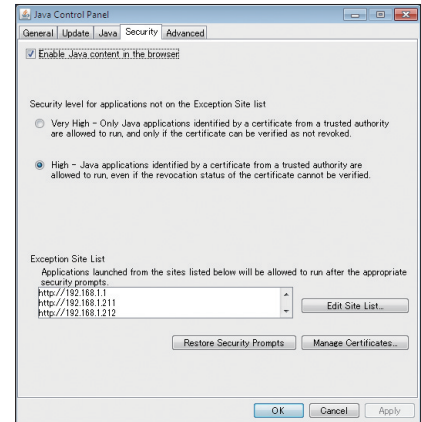 Java Control Panel
General Update Java Security Advanced
Enable Java content in the browser
Security level for applications not on the Exception Site list
Very High - Only Java applications identified by a certificate from a trusted authority
are allowed to run, and only if the certificate can be verified as not revoked.
High - Java applications identified by a certificate from a trusted authority are
allowed to run, even if the revocation status of the certificate cannot be verified.
Exception Site List
Applications launched from the sites listed below will be allowed to run after the appropriate
security prompts.
http://192.168.1.1
http://192.168.1.211
http://192.168.1.212
Edit Site List...
Restore Security Prompts Manage Certificates...
OK Cancel Apply